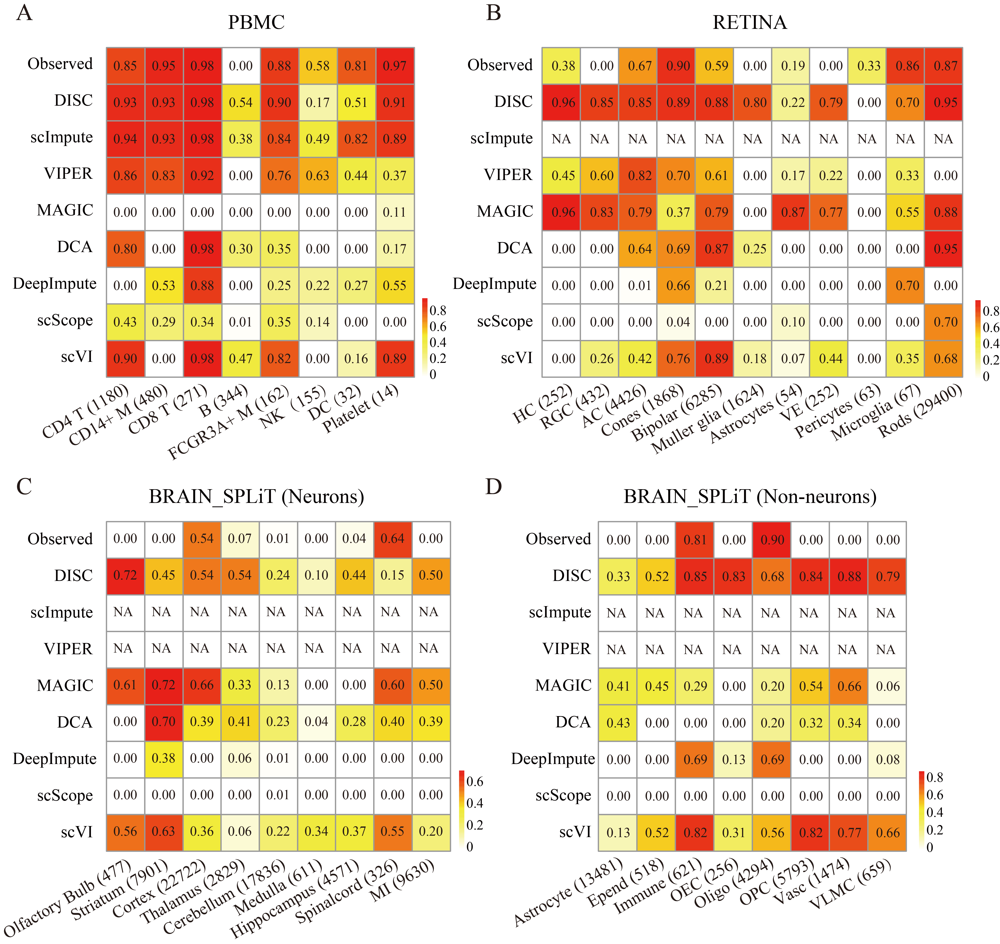 A
PBMC
Observed 0.85 0.95 0.98 0.00 0.88 0.58 0.81 0.97
DISC 0.93 0.93 0.98 0.54 0.90 0.17 0.51 0.91
scImpute 0.94 0.93 0.98 0.38 0.84 0.49 0.82 0.89
VIPER 0.86 0.83 0.92 0.00 0.76 0.63 0.44 0.37
MAGIC 0.00 0.00 0.00 0.00 0.00 0.00 0.00 0.11
DCA 0.80 0.00 0.98 0.30 0.35 0.00 0.00 0.17
DeepImpute 0.00 0.53 0.88 0.00 0.25 0.22 0.27 0.55
scScope 0.43 0.29 0.34 0.01 0.35 0.14 0.00 0.00
scVI 0.90 0.00 0.98 0.47 0.82 0.00 0.16 0.89
0.8
0.6
0.4
0.2
0
CD4 T (1180)
CD14+ M (480)
CD8 T (271)
B (344)
FCGR3A+ M (162)
NK (155)
DC (32)
Platelet (14)
B
RETINA
Observed 0.38 0.00 0.67 0.90 0.59 0.00 0.19 0.00 0.33 0.86 0.87
DISC 0.96 0.85 0.85 0.89 0.88 0.80 0.22 0.79 0.00 0.70 0.95
scImpute NA NA NA NA NA NA NA NA NA NA NA
VIPER 0.45 0.60 0.82 0.70 0.61 0.00 0.17 0.22 0.00 0.33 0.00
MAGIC 0.96 0.83 0.79 0.37 0.79 0.00 0.87 0.77 0.00 0.55 0.88
DCA 0.00 0.00 0.64 0.69 0.87 0.25 0.00 0.00 0.00 0.00 0.95
DeepImpute 0.00 0.00 0.01 0.66 0.21 0.00 0.00 0.00 0.00 0.70 0.00
scScope 0.00 0.00 0.00 0.04 0.00 0.00 0.10 0.00 0.00 0.00 0.70
scVI 0.00 0.26 0.42 0.76 0.89 0.18 0.07 0.44 0.00 0.35 0.68
0.8
0.6
0.4
0.2
0
HC (252)
RGC (432)
AC (4426)
Cones (1868)
Bipolar (6285)
Muller glia (1624)
Astrocytes (54)
VE (252)
Pericytes (63)
Microglia (67)
Rods (29400)
C
BRAIN_SPLiT (Neurons)
Observed 0.00 0.00 0.54 0.07 0.01 0.00 0.04 0.64 0.00
DISC 0.72 0.45 0.54 0.54 0.24 0.10 0.44 0.15 0.50
scImpute NA NA NA NA NA NA NA NA NA
VIPER NA NA NA NA NA NA NA NA NA
MAGIC 0.61 0.72 0.66 0.33 0.13 0.00 0.00 0.60 0.50
DCA 0.00 0.70 0.39 0.41 0.23 0.04 0.28 0.40 0.39
DeepImpute 0.00 0.38 0.00 0.06 0.01 0.00 0.00 0.00 0.00
scScope 0.00 0.00 0.00 0.00 0.01 0.00 0.00 0.00 0.00
scVI 0.56 0.63 0.36 0.06 0.22 0.34 0.37 0.55 0.20
0.6
0.4
0.2
0
Olfactory Bulb (477)
Striatum (7901)
Cortex (22722)
Thalamus (2829)
Cerebellum (17836)
Medulla (611)
Hippocampus (4571)
Spinalcord (326)
MI (9630)
D
BRAIN_SPLiT (Non-neurons)
Observed 0.00 0.00 0.81 0.00 0.90 0.00 0.00 0.00
DISC 0.33 0.52 0.85 0.83 0.68 0.84 0.88 0.79
scImpute NA NA NA NA NA NA NA NA
VIPER NA NA NA NA NA NA NA NA
MAGIC 0.41 0.45 0.29 0.00 0.20 0.54 0.66 0.06
DCA 0.43 0.00 0.00 0.00 0.20 0.32 0.34 0.00
DeepImpute 0.00 0.00 0.69 0.13 0.69 0.00 0.00 0.08
scScope 0.00 0.00 0.00 0.00 0.00 0.00 0.00 0.00
scVI 0.13 0.52 0.82 0.31 0.56 0.82 0.77 0.66
0.8
0.6
0.4
0.2
0
Astrocyte (13481)
Epend (518)
Immune (621)
OEC (256)
Oligo (4294)
OPC (5793)
Vasc (1474)
VLMC (659)